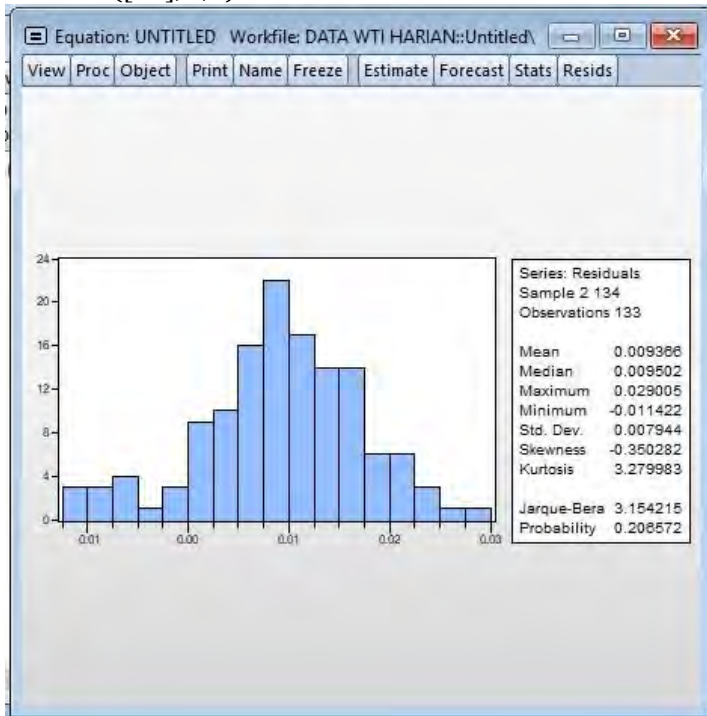 Equation: UNTITLED Workfile: DATA WTI HARIAN::Untitled\
View Proc Object Print Name Freeze Estimate Forecast Stats Resids
24
20
16
12
8
4
0
0.01 0.00 0.01 0.02 0.03
Series: Residuals
Sample 2 134
Observations 133
Mean 0.009366
Median 0.009502
Maximum 0.029005
Minimum -0.011422
Std. Dev. 0.007944
Skewness -0.350282
Kurtosis 3.279983
Jarque-Bera 3.154215
Probability 0.206572